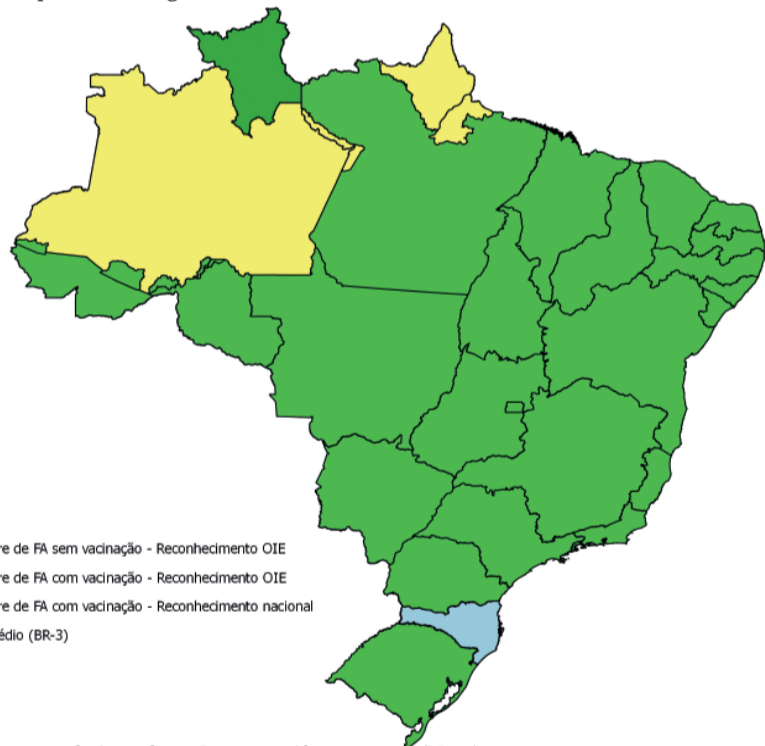 re de FA sem vacinação - Reconhecimento OIE
re de FA com vacinação - Reconhecimento OIE
re de FA com vacinação - Reconhecimento nacional
édio (BR-3)